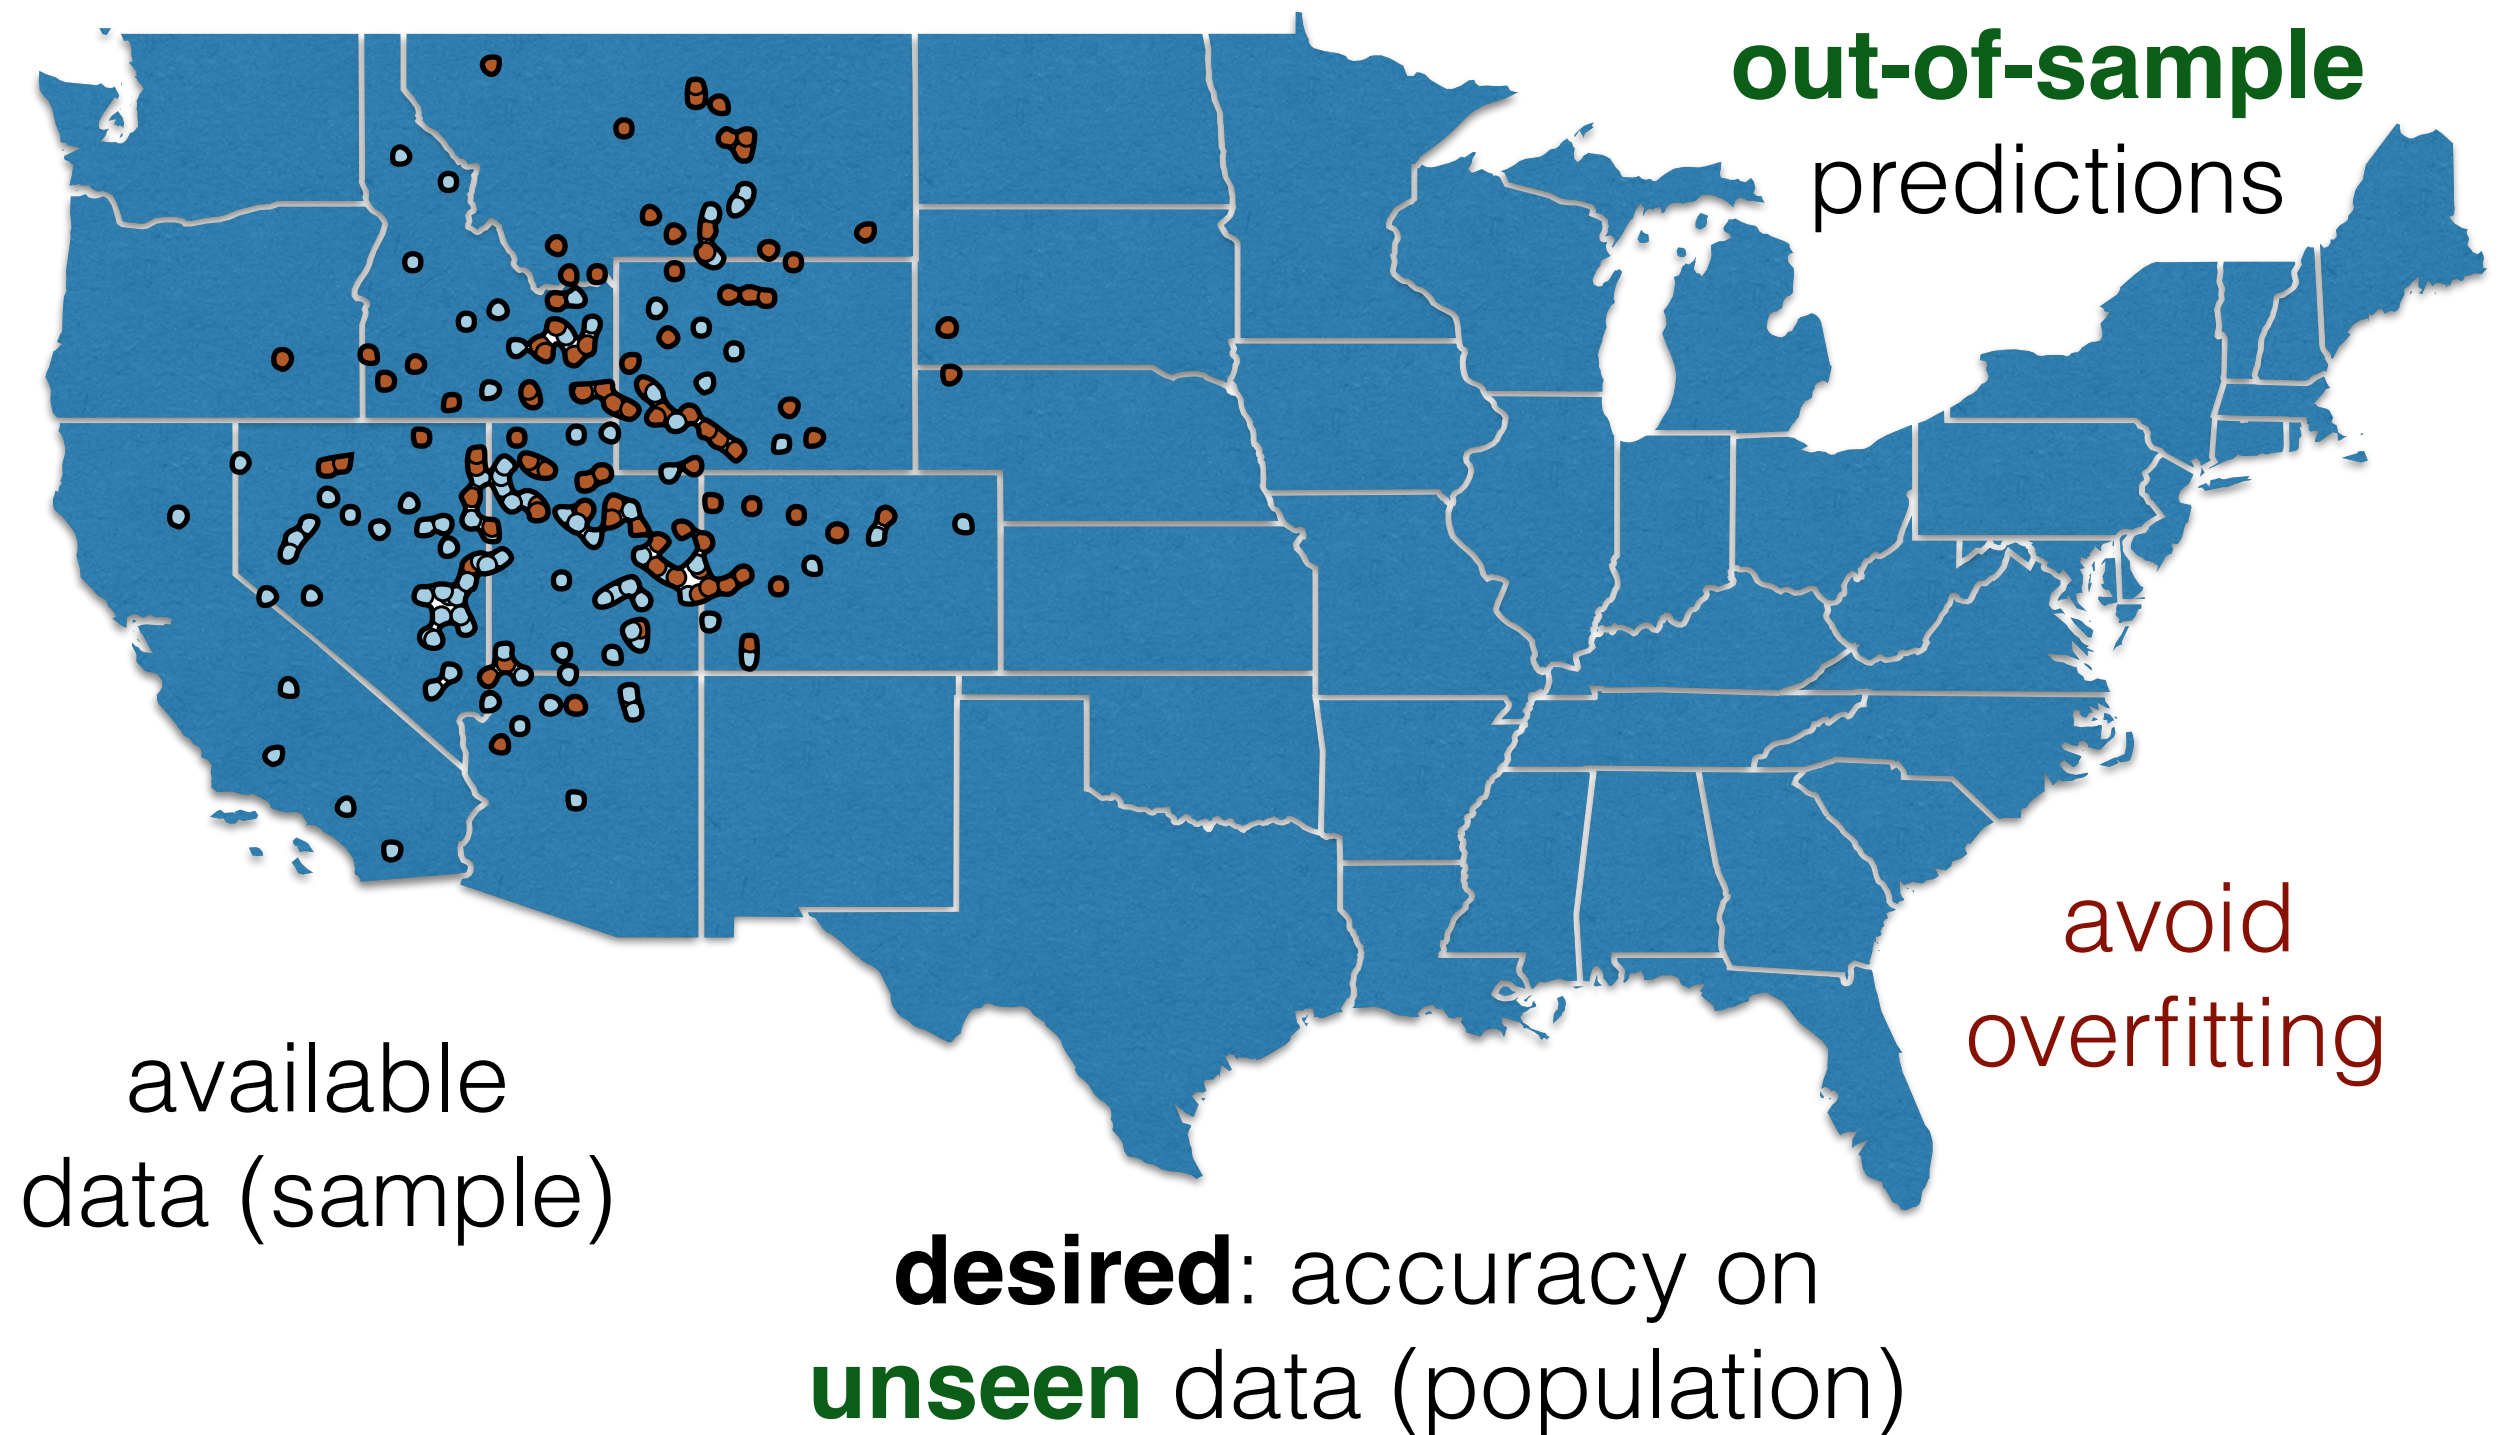 out-of-sample
predictions
avoid
overfitting
available
data (sample)
desired: accuracy on
unseen data (population)